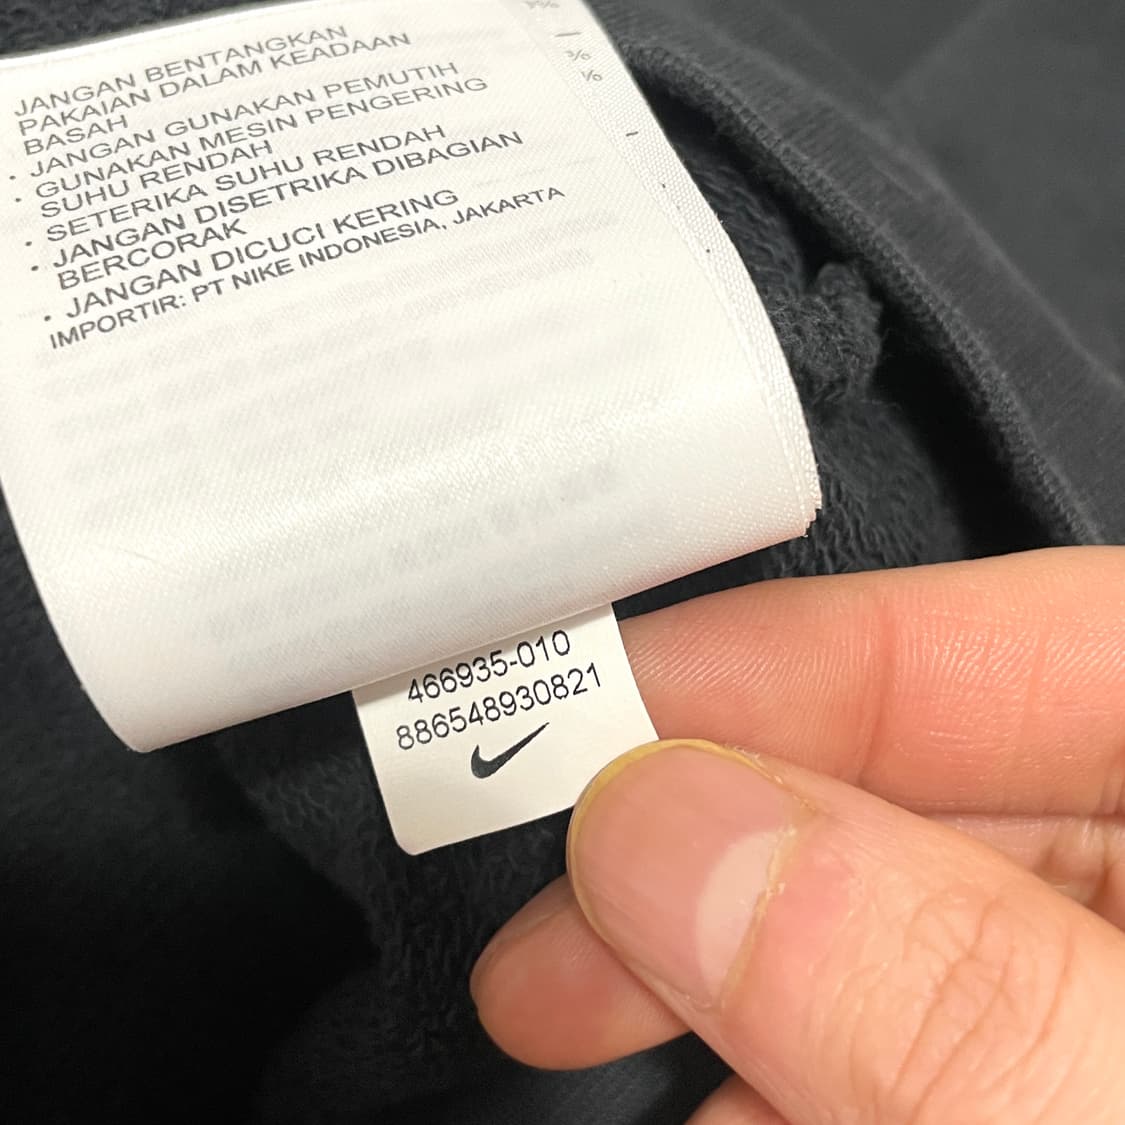 JANGAN BENTANGKAN
PAKAIAN DALAM KEADAAN
BASAH
• JANGAN GUNAKAN PEMUTIH
• GUNAKAN MESIN PENGERING
SUHU RENDAH
• SETERIKA SUHU RENDAH
• JANGAN DISETRIKA DIBAGIAN
BERCORAK
• JANGAN DICUCI KERING
IMPORTIR: PT NIKE INDONESIA, JAKARTA
466935-010
886548930821